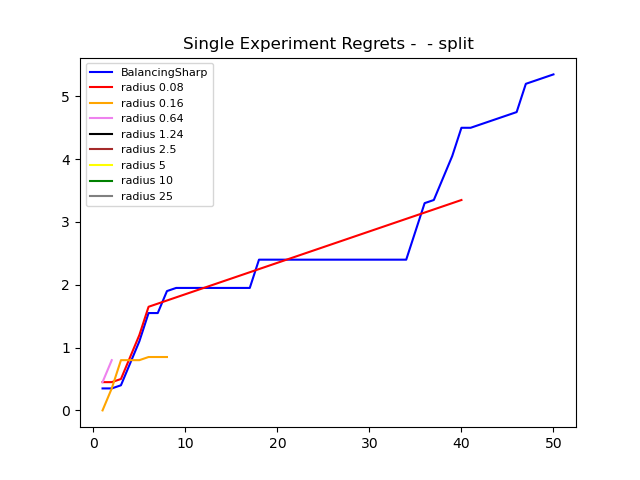 Single Experiment Regrets -  - split
BalancingSharp
radius 0.08
radius 0.16
radius 0.64
radius 1.24
radius 2.5
radius 5
radius 10
radius 25
5
4
3
2
1
0
0 10 20 30 40 50